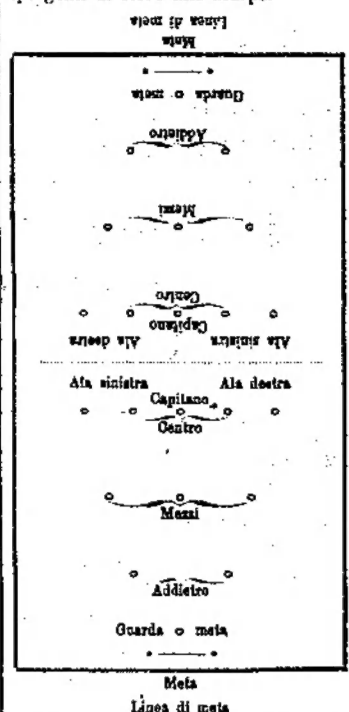 Linea di meta
Meta
Guarda o meta
Addietro
Mezzi
Centro
Capitano
Ala destra Ala sinistra
Ala sinistra Ala destra
Capitano
Centro
Mezzi
Addietro
Guarda o meta
Meta
Linea di meta